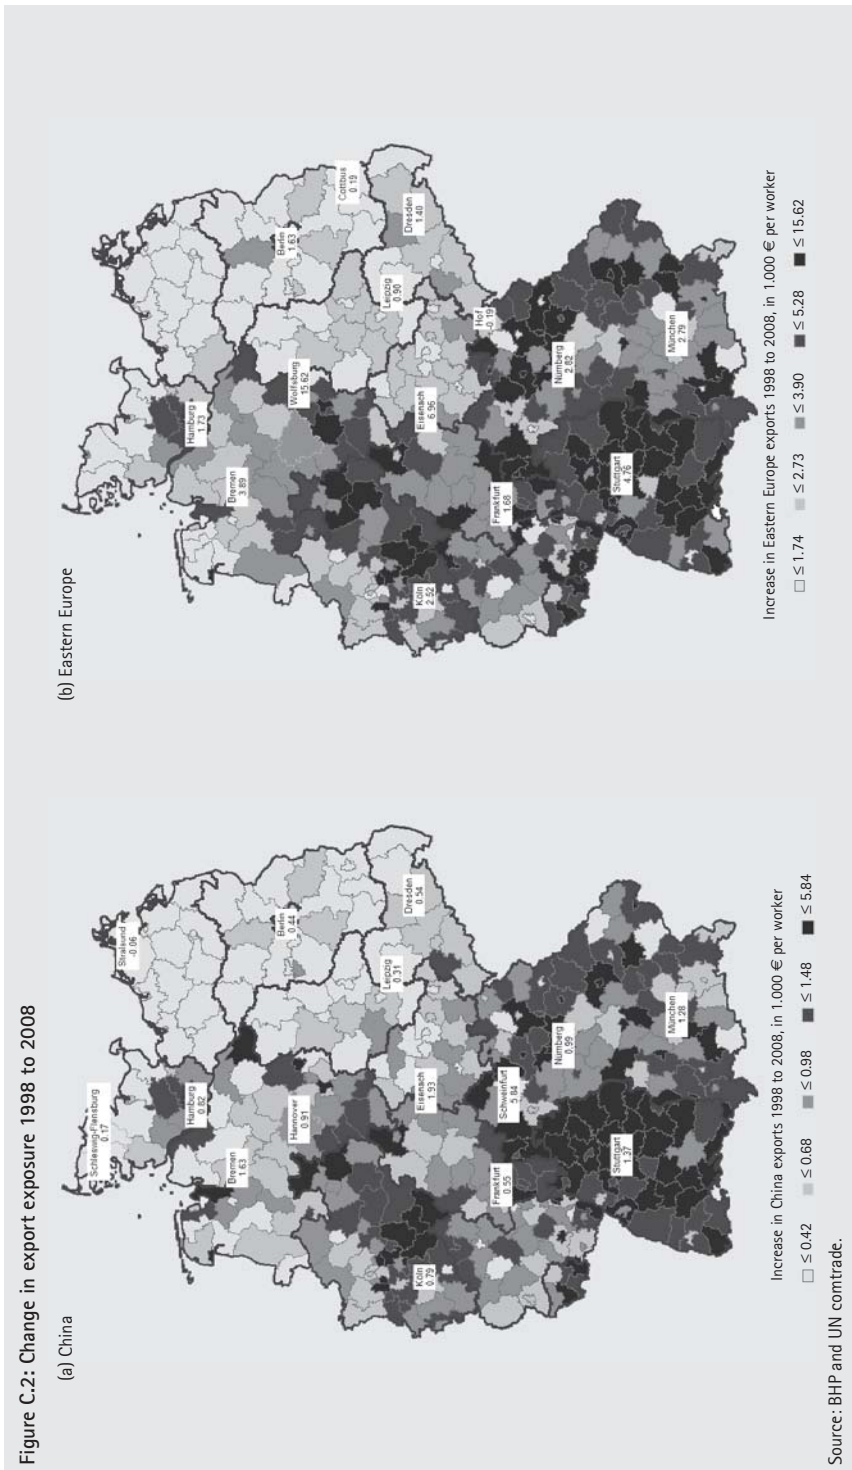 Figure C.2: Change in export exposure 1998 to 2008
(a) China
Schleswig-Flensburg
0.17
Stralsund
-0.06
Hamburg
0.82
Bremen
1.63
Berlin
0.44
Hannover
0.91
Leipzig
0.31
Dresden
0.54
Köln
0.79
Eisenach
1.93
Frankfurt
0.55
Schweinfurt
5.84
Nürnberg
0.99
Stuttgart
1.37
München
1.28
Increase in China exports 1998 to 2008, in 1.000 € per worker
≤ 0.42 ≤ 0.68 ≤ 0.98 ≤ 1.48 ≤ 5.84
(b) Eastern Europe
Hamburg
1.73
Bremen
3.89
Berlin
1.63
Wolfsburg
15.62
Cottbus
0.19
Leipzig
0.90
Dresden
1.40
Köln
2.52
Eisenach
6.96
Hof
-0.19
Frankfurt
1.68
Nürnberg
2.82
Stuttgart
4.76
München
2.79
Increase in Eastern Europe exports 1998 to 2008, in 1.000 € per worker
≤ 1.74 ≤ 2.73 ≤ 3.90 ≤ 5.28 ≤ 15.62
Source: BHP and UN comtrade.